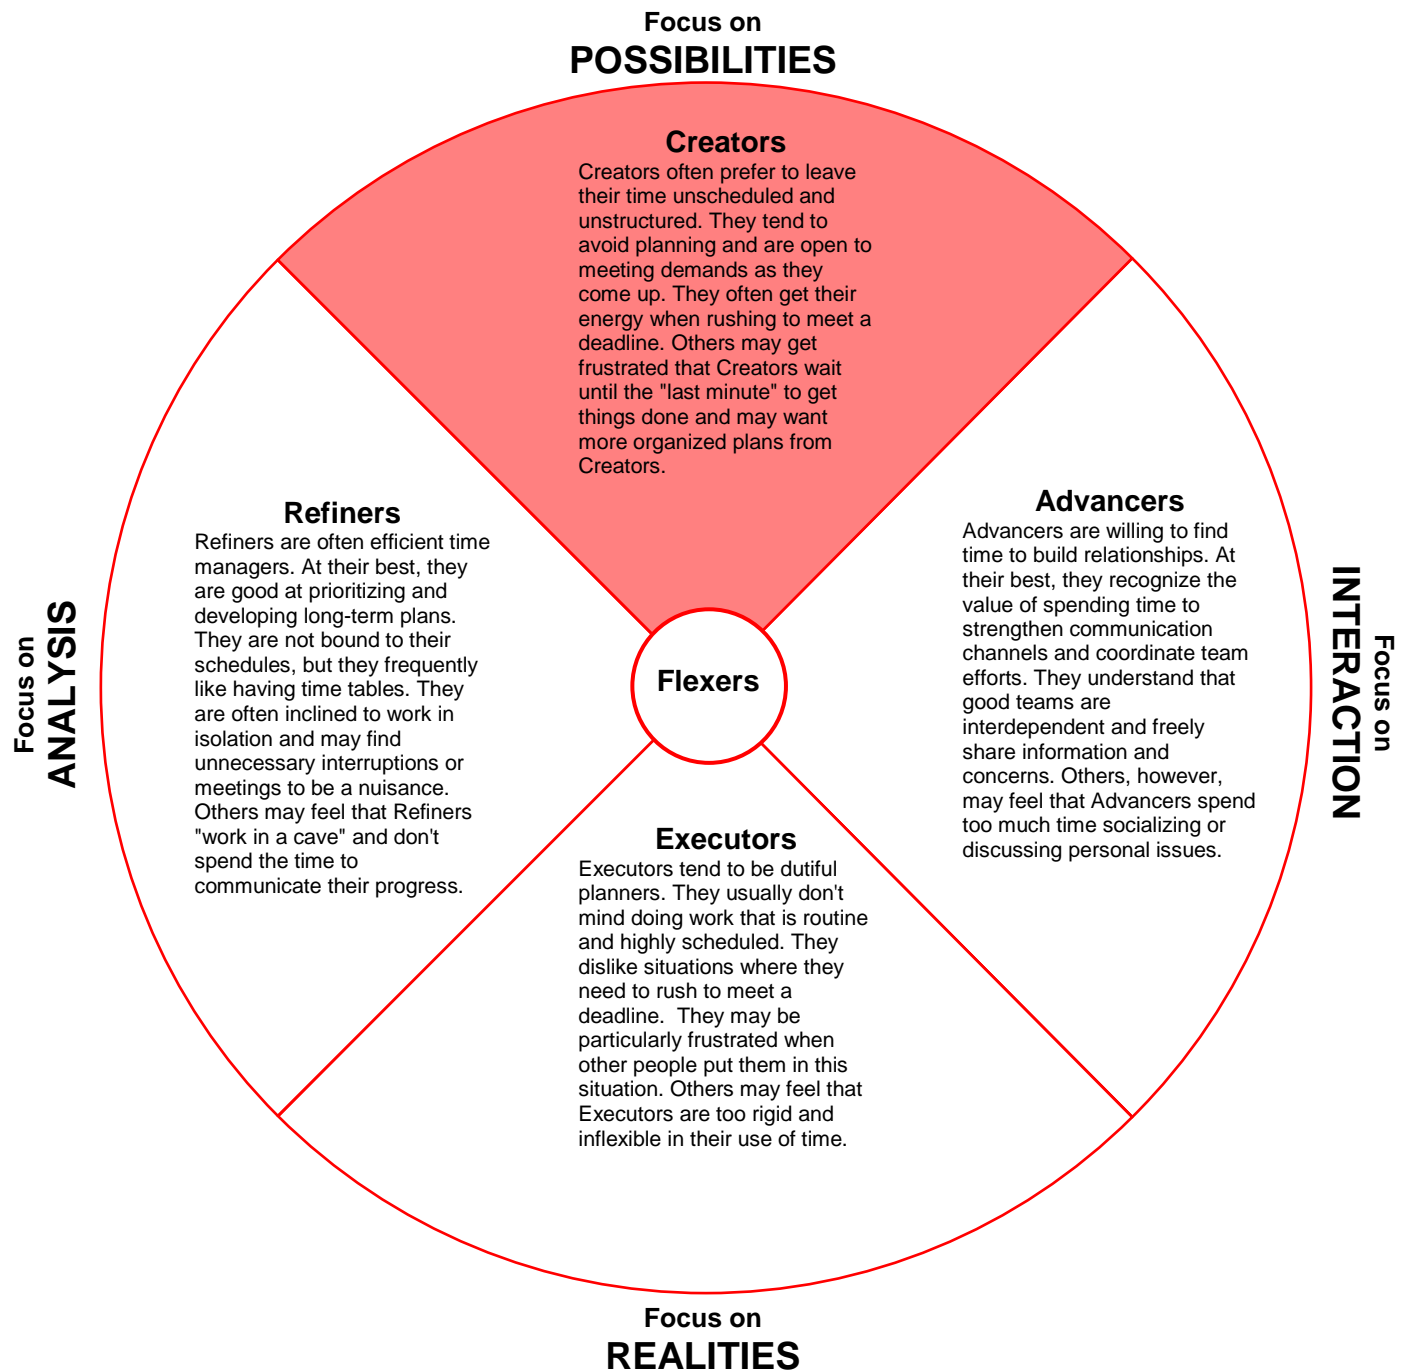 Focus on
POSSIBILITIES
Creators
Creators often prefer to leave
their time unscheduled and
unstructured. They tend to
avoid planning and are open to
meeting demands as they
come up. They often get their
energy when rushing to meet a
deadline. Others may get
frustrated that Creators wait
until the "last minute" to get
things done and may want
more organized plans from
Creators.
Refiners
Refiners are often efficient time
managers. At their best, they
are good at prioritizing and
developing long-term plans.
They are not bound to their
schedules, but they frequently
like having time tables. They
are often inclined to work in
isolation and may find
unnecessary interruptions or
meetings to be a nuisance.
Others may feel that Refiners
"work in a cave" and don't
spend the time to
communicate their progress.
Focus on
ANALYSIS
Flexers
Advancers
Advancers are willing to find
time to build relationships. At
their best, they recognize the
value of spending time to
strengthen communication
channels and coordinate team
efforts. They understand that
good teams are
interdependent and freely
share information and
concerns. Others, however,
may feel that Advancers spend
too much time socializing or
discussing personal issues.
Focus on
INTERACTION
Executors
Executors tend to be dutiful
planners. They usually don't
mind doing work that is routine
and highly scheduled. They
dislike situations where they
need to rush to meet a
deadline.  They may be
particularly frustrated when
other people put them in this
situation. Others may feel that
Executors are too rigid and
inflexible in their use of time.
Focus on
REALITIES